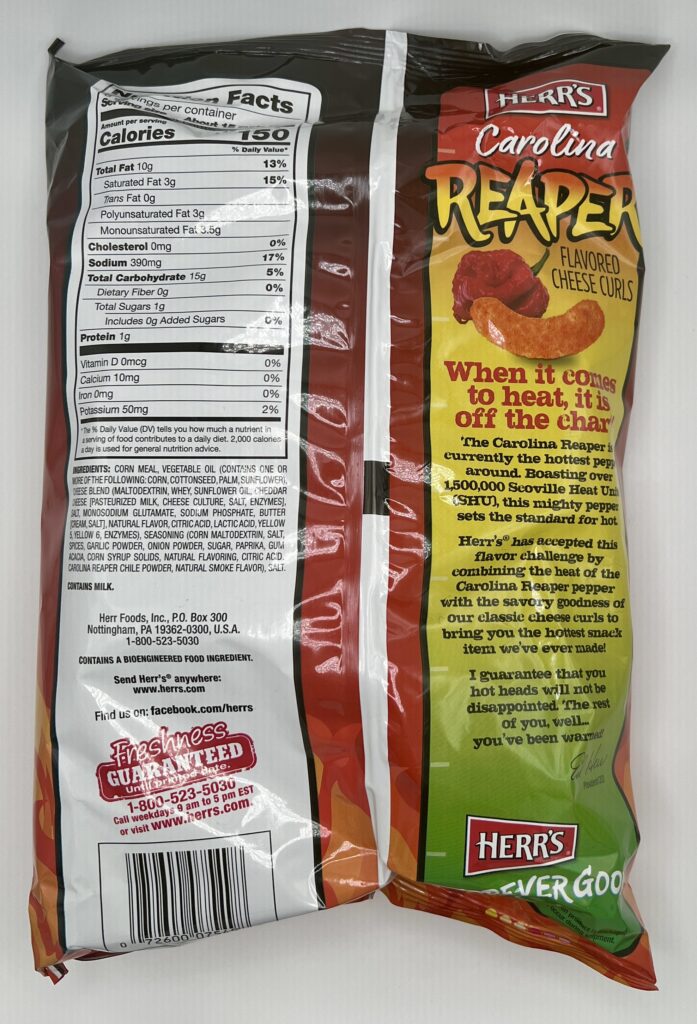 Facts
ings per container
Serving
About 15
Amount per serving
Calories 150
% Daily Value*
Total Fat 10g 13%
Saturated Fat 3g 15%
Trans Fat 0g
Polyunsaturated Fat 3g
Monounsaturated Fat 3.5g
Cholesterol 0mg 0%
Sodium 390mg 17%
Total Carbohydrate 15g 5%
Dietary Fiber 0g 0%
Total Sugars 1g
Includes 0g Added Sugars 0%
Protein 1g
Vitamin D 0mcg 0%
Calcium 10mg 0%
Iron 0mg 0%
Potassium 50mg 2%
*The % Daily Value (DV) tells you how much a nutrient in
a serving of food contributes to a daily diet. 2,000 calories
a day is used for general nutrition advice.
INGREDIENTS: CORN MEAL, VEGETABLE OIL (CONTAINS ONE OR
MORE OF THE FOLLOWING: CORN, COTTONSEED, PALM, SUNFLOWER),
CHEESE BLEND (MALTODEXTRIN, WHEY, SUNFLOWER OIL, CHEDDAR
CHEESE [PASTEURIZED MILK, CHEESE CULTURE, SALT, ENZYMES],
SALT, MONOSODIUM GLUTAMATE, SODIUM PHOSPHATE, BUTTER
[CREAM, SALT], NATURAL FLAVOR, CITRIC ACID, LACTIC ACID, YELLOW
5, YELLOW 6, ENZYMES), SEASONING (CORN MALTODEXTRIN, SALT,
SPICES, GARLIC POWDER, ONION POWDER, SUGAR, PAPRIKA, GUM
ACACIA, CORN SYRUP SOLIDS, NATURAL FLAVORING, CITRIC ACID,
CAROLINA REAPER CHILE POWDER, NATURAL SMOKE FLAVOR), SALT.
CONTAINS MILK.
Herr Foods, Inc., P.O. Box 300
Nottingham, PA 19362-0300, U.S.A.
1-800-523-5030
CONTAINS A BIOENGINEERED FOOD INGREDIENT.
Send Herr's® anywhere:
www.herrs.com
Find us on: facebook.com/herrs
Freshness
GUARANTEED
Until printed date.
1-800-523-5030
Call weekdays 9 am to 5 pm EST
or visit www.herrs.com.
0 72600
HERR'S
Carolina
REAPER
FLAVORED
CHEESE CURLS
When it comes
to heat, it is
off the char
The Carolina Reaper is
currently the hottest pepp
around. Boasting over
1,500,000 Scoville Heat Uni
(SHU), this mighty pepper
sets the standard for hot.
Herr's® has accepted this
flavor challenge by
combining the heat of the
Carolina Reaper pepper
with the savory goodness of
our classic cheese curls to
bring you the hottest snack
item we've ever made!
I guarantee that you
hot heads will not be
disappointed. The rest
of you, well...
you've been warned!
Ed Herr
President/CEO
HERR'S
EVER GOO